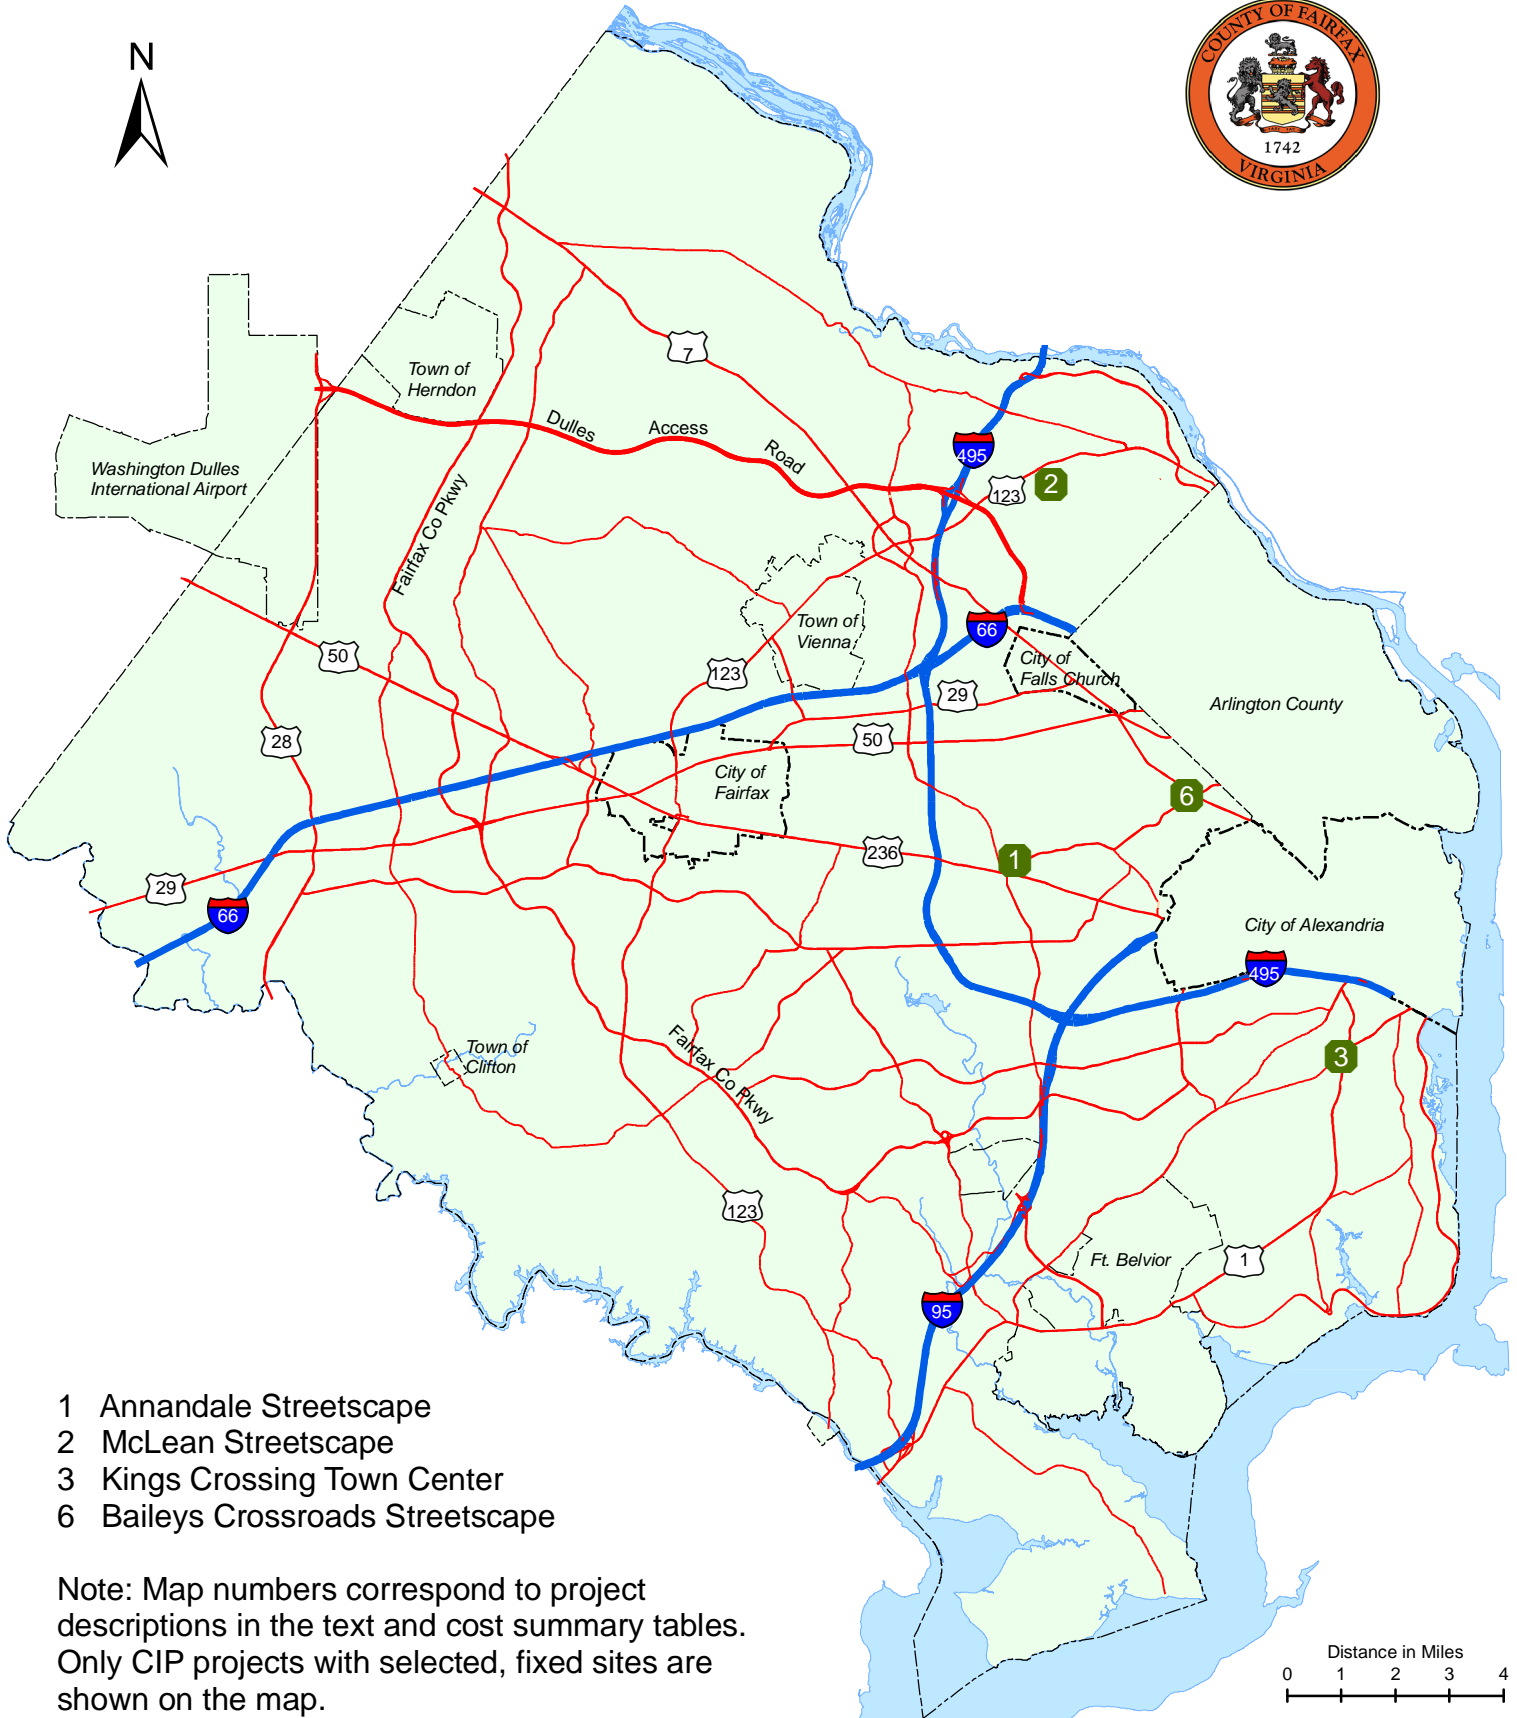 N
COUNTY OF FAIRFAX
1742
VIRGINIA
7
Town of
Herndon
Dulles
Access
Road
495
123
2
Washington Dulles
International Airport
Fairfax Co Pkwy
Town of
Vienna
66
50
123
City of
Falls Church
29
Arlington County
28
50
City of
Fairfax
6
236
1
29
66
City of Alexandria
495
Town of
Clifton
Fairfax Co Pkwy
3
123
Ft. Belvior
1
95
1 Annandale Streetscape
2 McLean Streetscape
3 Kings Crossing Town Center
6 Baileys Crossroads Streetscape
Note: Map numbers correspond to project
descriptions in the text and cost summary tables.
Only CIP projects with selected, fixed sites are
shown on the map.
Distance in Miles
0 1 2 3 4